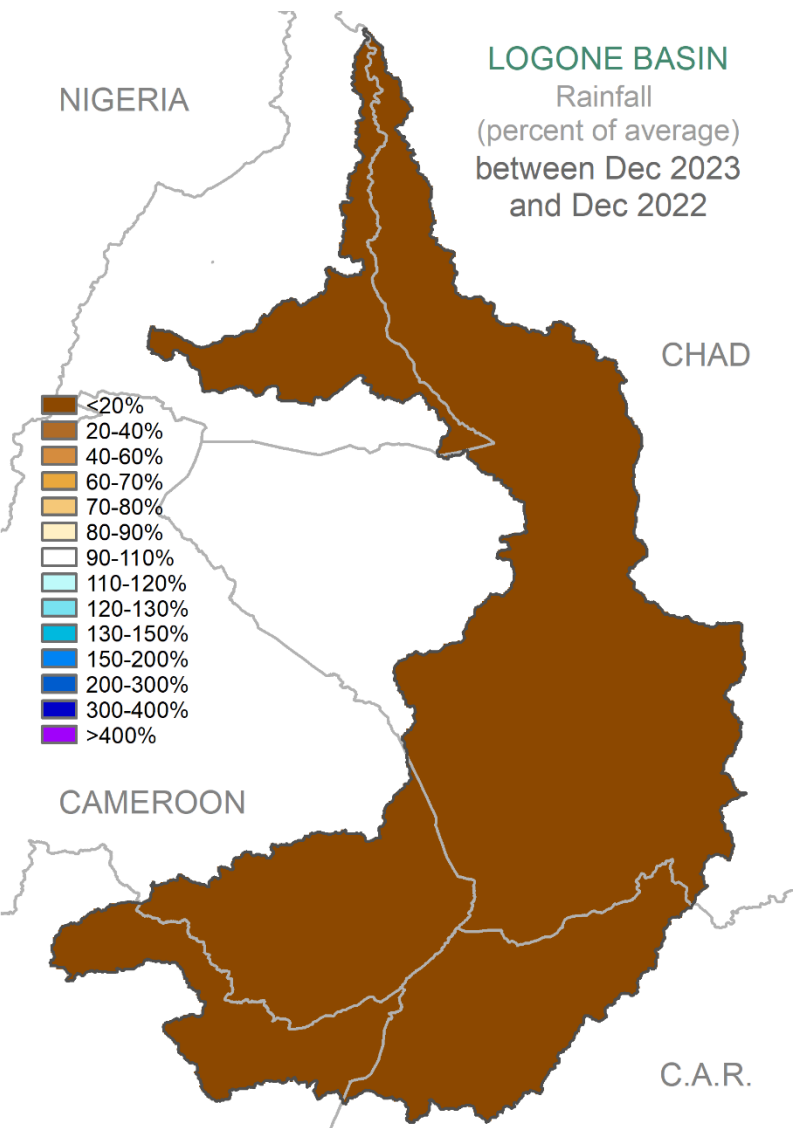 LOGONE BASIN
Rainfall
(percent of average)
between Dec 2023
and Dec 2022
NIGERIA
CHAD
<20%
20-40%
40-60%
60-70%
70-80%
80-90%
90-110%
110-120%
120-130%
130-150%
150-200%
200-300%
300-400%
>400%
CAMEROON
C.A.R.